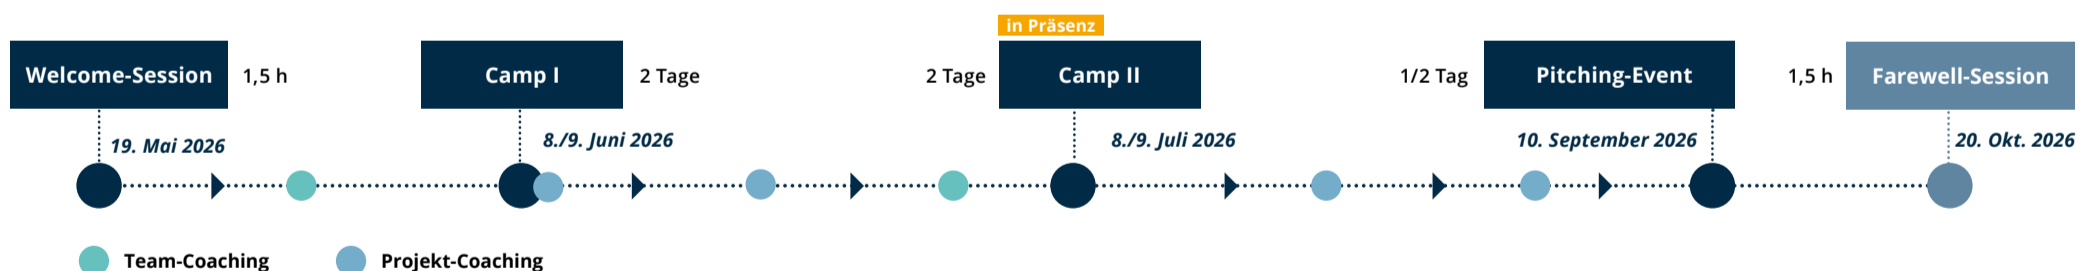 in Präsenz
Welcome-Session
1,5 h
Camp I
2 Tage
2 Tage
Camp II
1/2 Tag
Pitching-Event
1,5 h
Farewell-Session
19. Mai 2026
8./9. Juni 2026
8./9. Juli 2026
10. September 2026
20. Okt. 2026
Team-Coaching
Projekt-Coaching